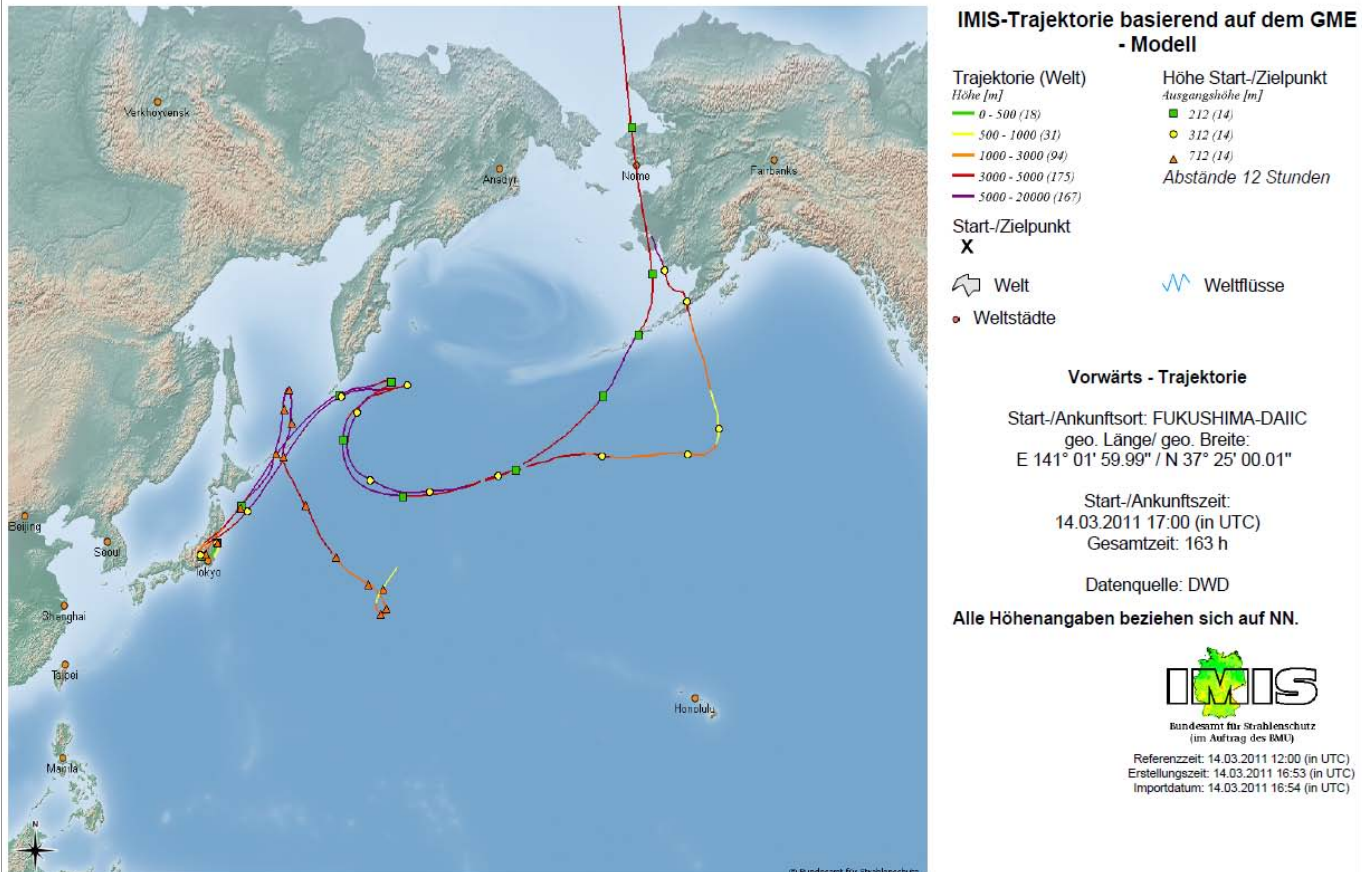 Verkhoyvensk
Anadyr
Nome
Fairbanks
Beijing
Seoul
Tokyo
Shanghai
Taipei
Honolulu
Manila
N
© Bundesamt für Strahlenschutz
IMIS-Trajektorie basierend auf dem GME
- Modell
Trajektorie (Welt)
Höhe [m]
0 - 500 (18)
500 - 1000 (31)
1000 - 3000 (94)
3000 - 5000 (175)
5000 - 20000 (167)
Höhe Start-/Zielpunkt
Ausgangshöhe [m]
212 (14)
312 (14)
712 (14)
Abstände 12 Stunden
Start-/Zielpunkt
X
Welt
Weltflüsse
Weltstädte
Vorwärts - Trajektorie
Start-/Ankunftsort: FUKUSHIMA-DAIIC
geo. Länge/ geo. Breite:
E 141° 01' 59.99" / N 37° 25' 00.01"
Start-/Ankunftszeit:
14.03.2011 17:00 (in UTC)
Gesamtzeit: 163 h
Datenquelle: DWD
Alle Höhenangaben beziehen sich auf NN.
IMIS
Bundesamt für Strahlenschutz
(im Auftrag des BMU)
Referenzzeit: 14.03.2011 12:00 (in UTC)
Erstellungszeit: 14.03.2011 16:53 (in UTC)
Importdatum: 14.03.2011 16:54 (in UTC)